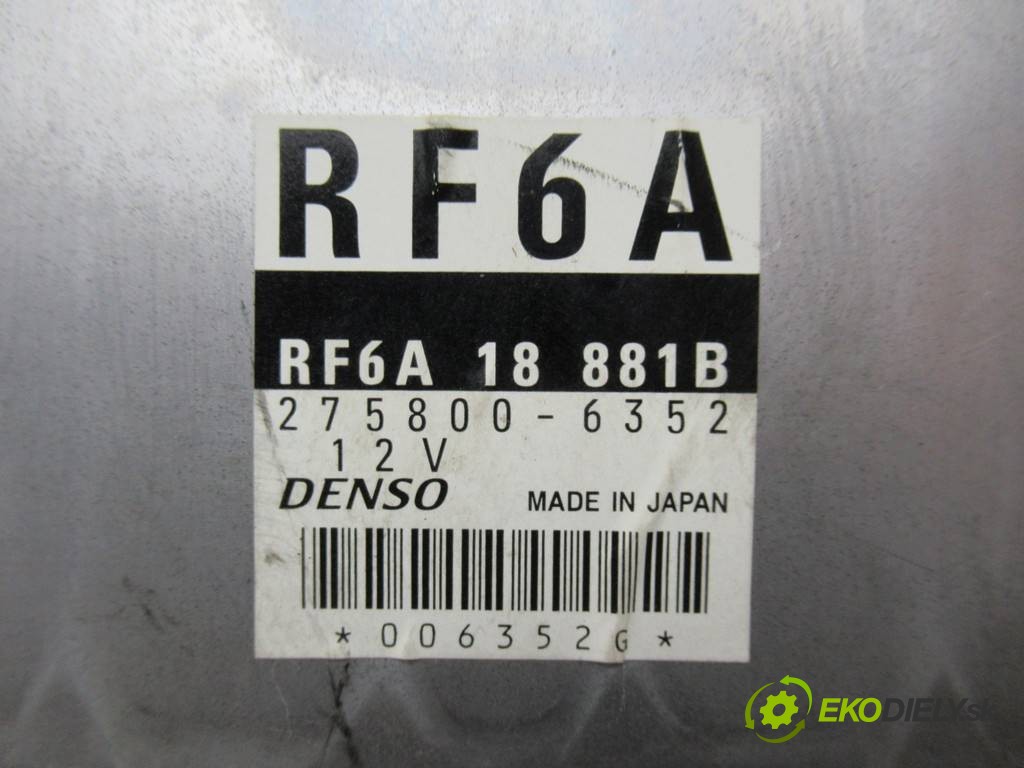 RF6A
RF6A 18 881B
275800-6352
12V
DENSO MADE IN JAPAN
*006352G*
EKODIELY.sk